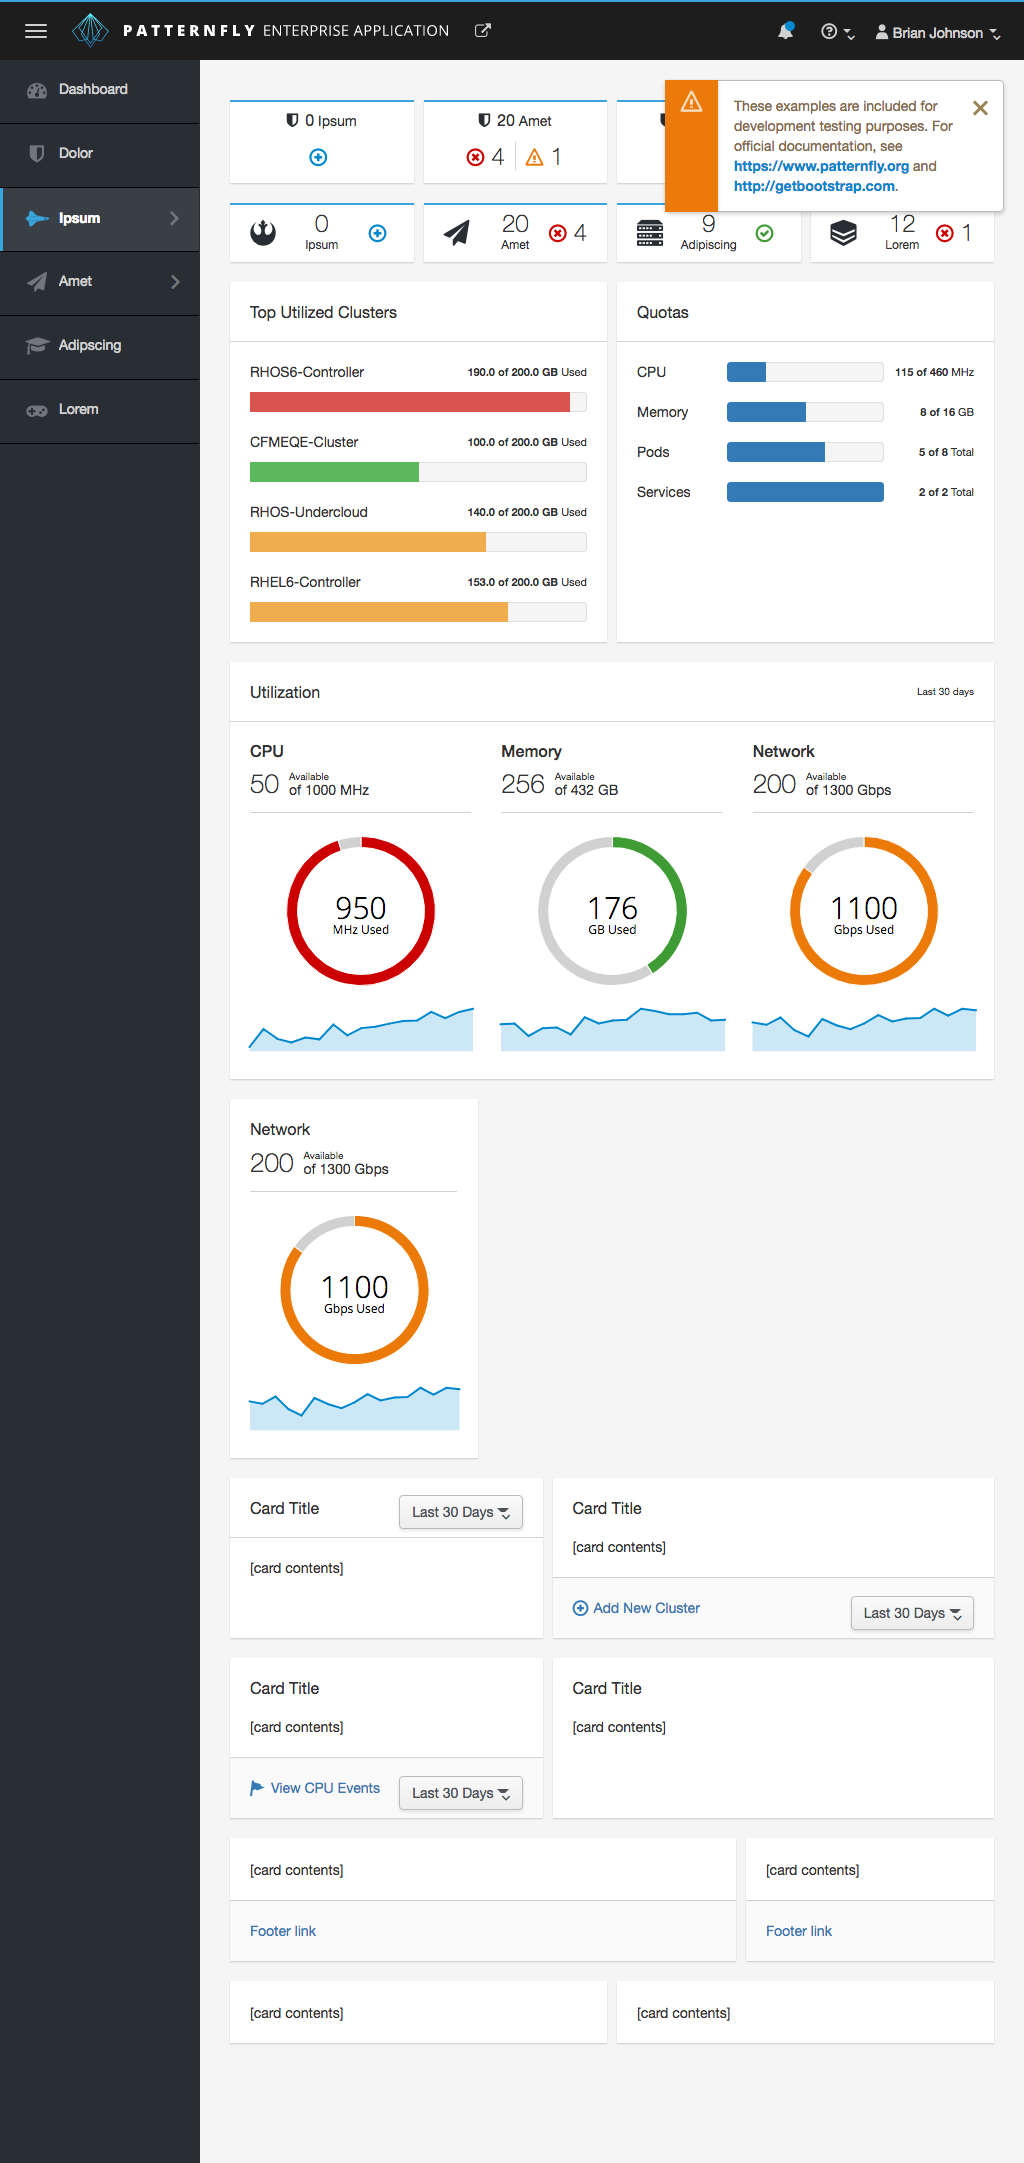 PATTERNFLY ENTERPRISE APPLICATION
Brian Johnson
Dashboard
Dolor
Ipsum
Amet
Adipscing
Lorem
These examples are included for
development testing purposes. For
official documentation, see
https://www.patternfly.org and
http://getbootstrap.com.
0 Ipsum
20 Amet
4 1
0
Ipsum
20
Amet
4
9
Adipiscing
12
Lorem
1
Top Utilized Clusters
RHOS6-Controller 190.0 of 200.0 GB Used
CFMEQE-Cluster 100.0 of 200.0 GB Used
RHOS-Undercloud 140.0 of 200.0 GB Used
RHEL6-Controller 153.0 of 200.0 GB Used
Quotas
CPU 115 of 460 MHz
Memory 8 of 16 GB
Pods 5 of 8 Total
Services 2 of 2 Total
Utilization Last 30 days
CPU
50 Available
of 1000 MHz
950
MHz Used
Memory
256 Available
of 432 GB
176
GB Used
Network
200 Available
of 1300 Gbps
1100
Gbps Used
Network
200 Available
of 1300 Gbps
1100
Gbps Used
Card Title Last 30 Days
[card contents]
Card Title
[card contents]
Add New Cluster Last 30 Days
Card Title
[card contents]
View CPU Events Last 30 Days
Card Title
[card contents]
[card contents]
Footer link
[card contents]
Footer link
[card contents]
[card contents]